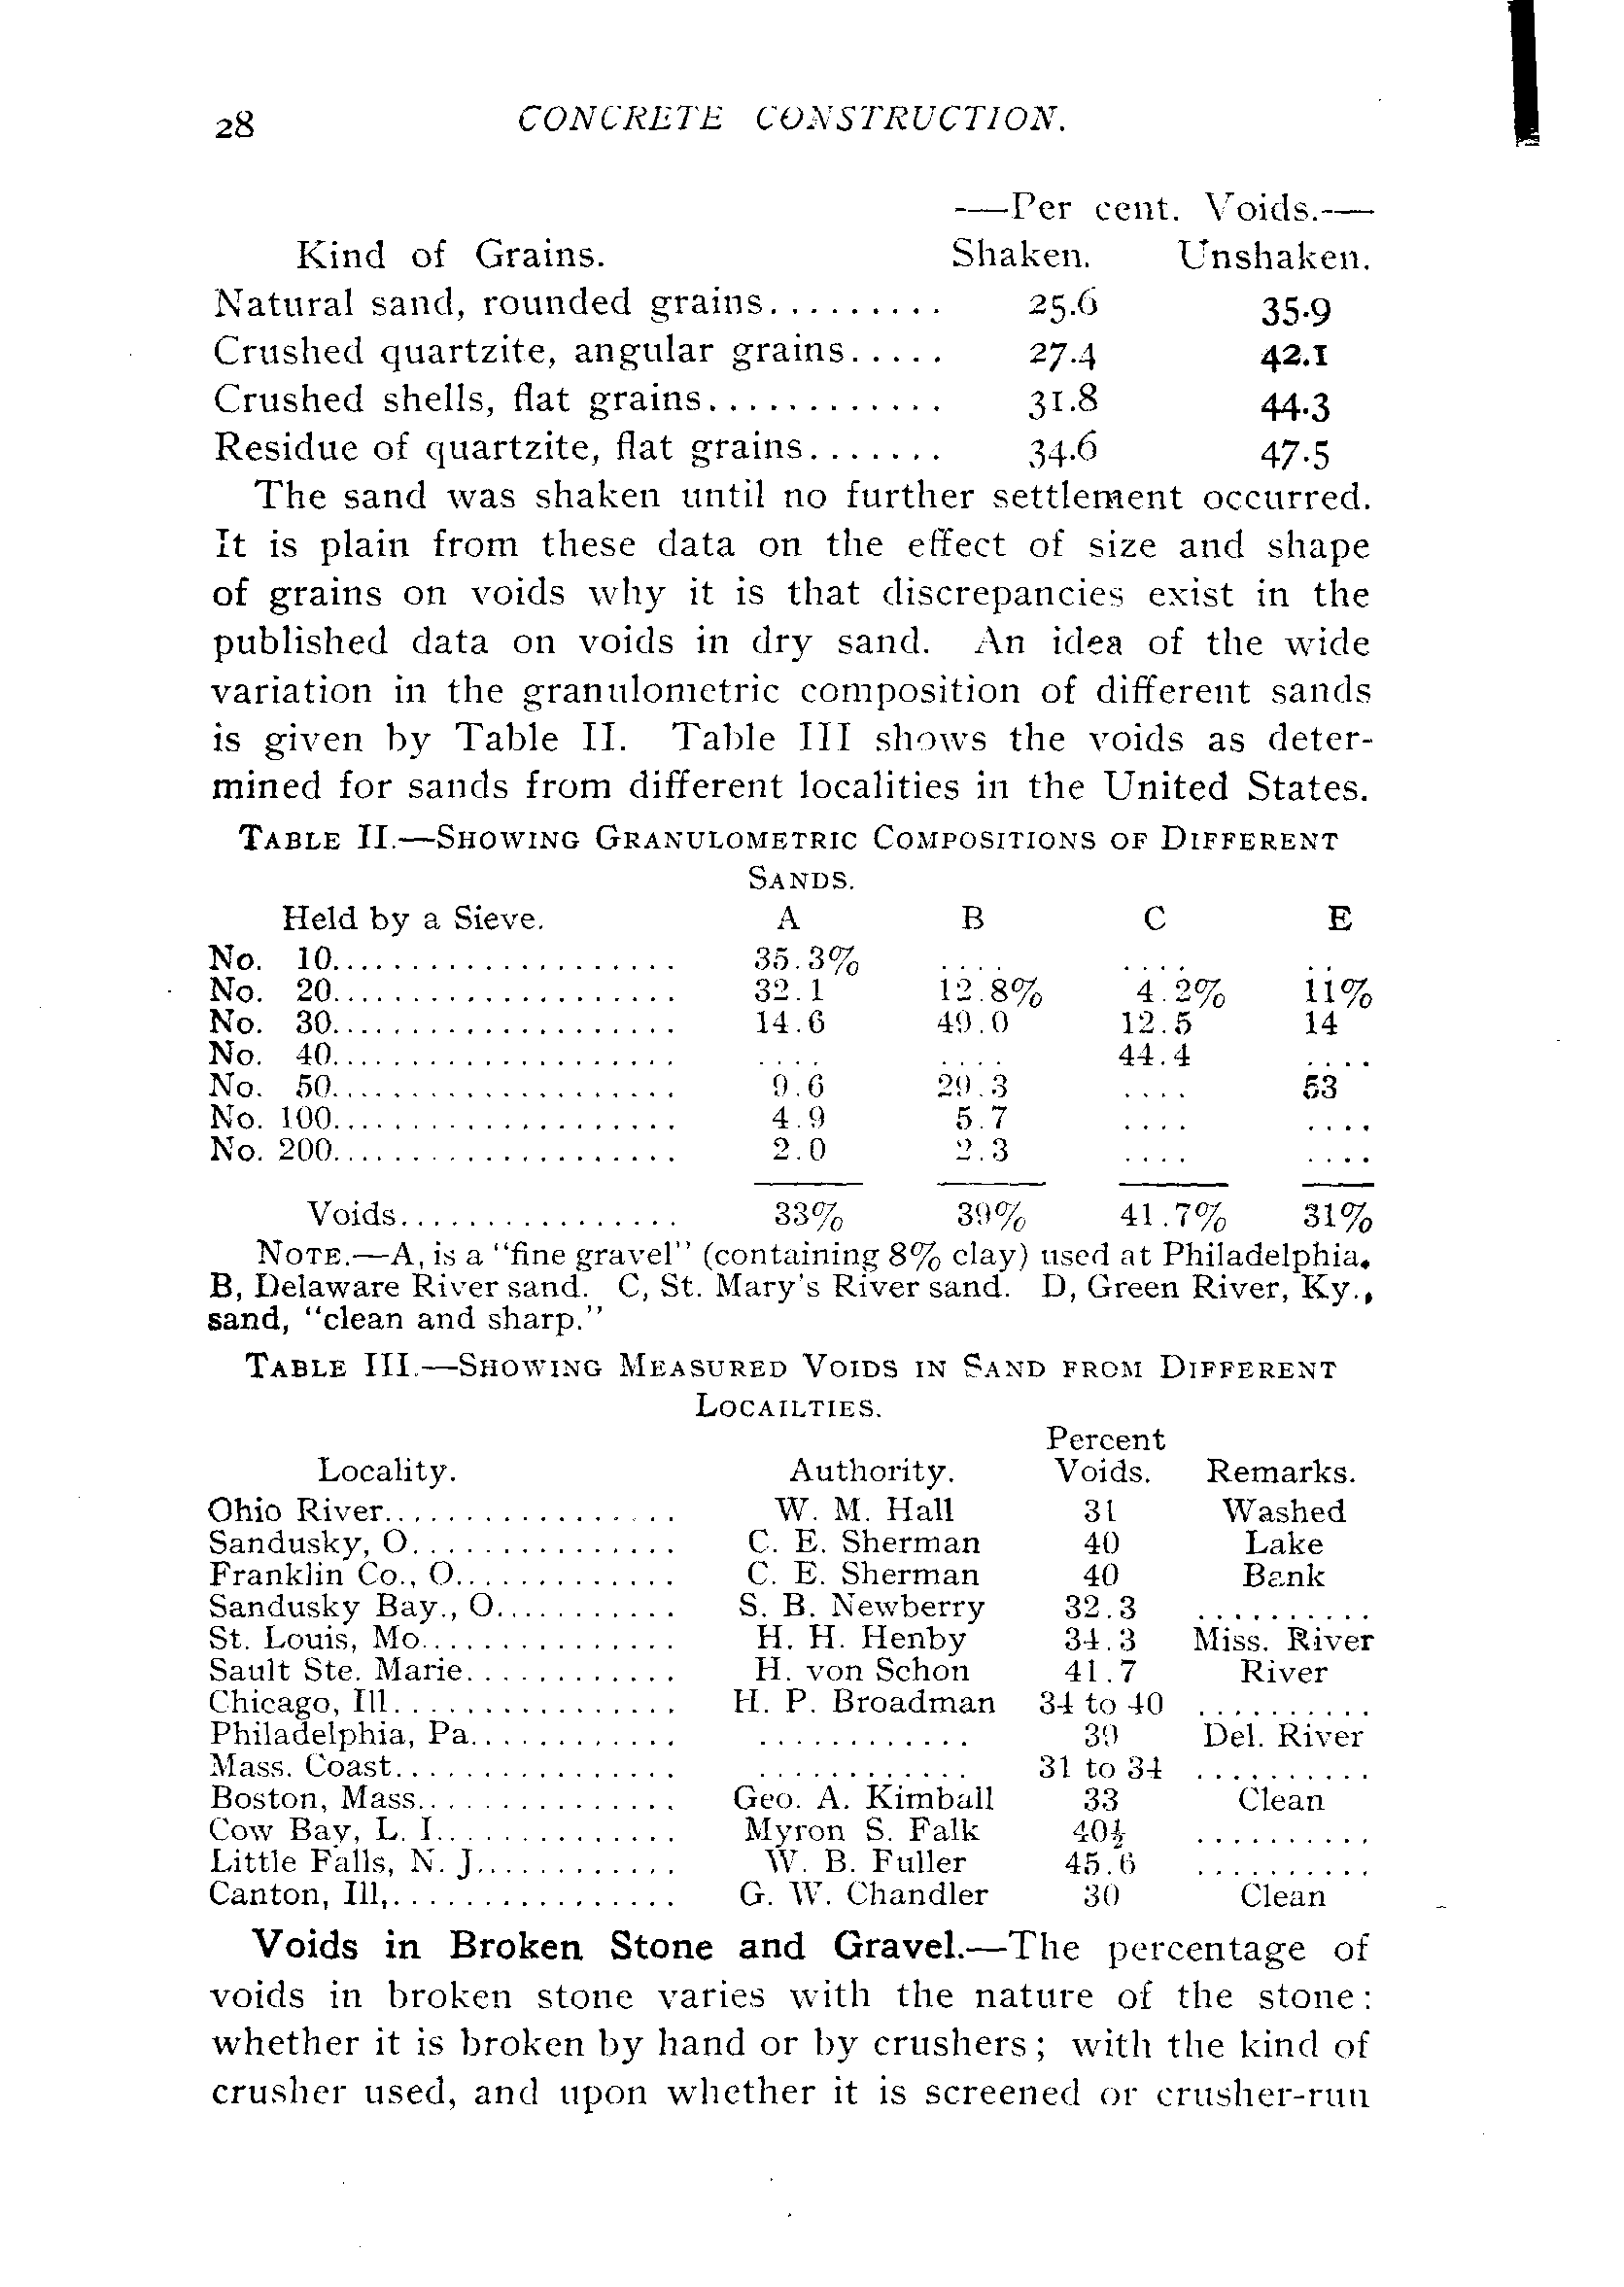 28 CONCRETE CONSTRUCTION.
—Per cent. Voids.—
Kind of Grains. Shaken. Unshaken.
Natural sand, rounded grains......... 25.6 35.9
Crushed quartzite, angular grains..... 27.4 42.1
Crushed shells, flat grains............ 31.8 44.3
Residue of quartzite, flat grains....... 34.6 47.5
The sand was shaken until no further settlement occurred.
It is plain from these data on the effect of size and shape
of grains on voids why it is that discrepancies exist in the
published data on voids in dry sand. An idea of the wide
variation in the granulometric composition of different sands
is given by Table II. Table III shows the voids as deter-
mined for sands from different localities in the United States.
TABLE II.—SHOWING GRANULOMETRIC COMPOSITIONS OF DIFFERENT
SANDS.
Held by a Sieve. A B C E
No. 10...................... 35.3% .... .... ..
No. 20...................... 32.1 12.8% 4.2% 11%
No. 30...................... 14.6 49.0 12.5 14
No. 40...................... .... .... 44.4 ....
No. 50...................... 9.6 29.3 .... 53
No. 100...................... 4.9 5.7 .... ....
No. 200...................... 2.0 2.3 .... ....
Voids................. 33% 39% 41.7% 31%
NOTE.—A, is a "fine gravel" (containing 8% clay) used at Philadelphia.
B, Delaware River sand. C, St. Mary's River sand. D, Green River, Ky.,
sand, "clean and sharp."
TABLE III.—SHOWING MEASURED VOIDS IN SAND FROM DIFFERENT
LOCAILTIES.
Percent
Locality. Authority. Voids. Remarks.
Ohio River.................. W. M. Hall 31 Washed
Sandusky, O................ C. E. Sherman 40 Lake
Franklin Co., O............. C. E. Sherman 40 Bank
Sandusky Bay., O........... S. B. Newberry 32.3 ..........
St. Louis, Mo............... H. H. Henby 34.3 Miss. River
Sault Ste. Marie............ H. von Schon 41.7 River
Chicago, Ill................ H. P. Broadman 34 to 40 ..........
Philadelphia, Pa............ ............ 39 Del. River
Mass. Coast................. ............ 31 to 34 ..........
Boston, Mass............... Geo. A. Kimball 33 Clean
Cow Bay, L. I.............. Myron S. Falk 40½ ..........
Little Falls, N. J............ W. B. Fuller 45.6 ..........
Canton, Ill,................ G. W. Chandler 30 Clean
Voids in Broken Stone and Gravel.—The percentage of
voids in broken stone varies with the nature of the stone:
whether it is broken by hand or by crushers; with the kind of
crusher used, and upon whether it is screened or crusher-run